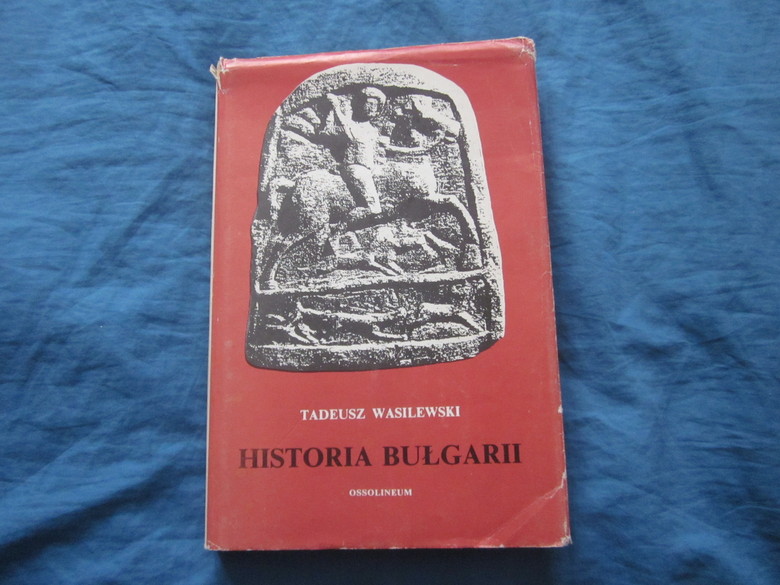 TADEUSZ WASILEWSKI
HISTORIA BUŁGARII
OSSOLINEUM